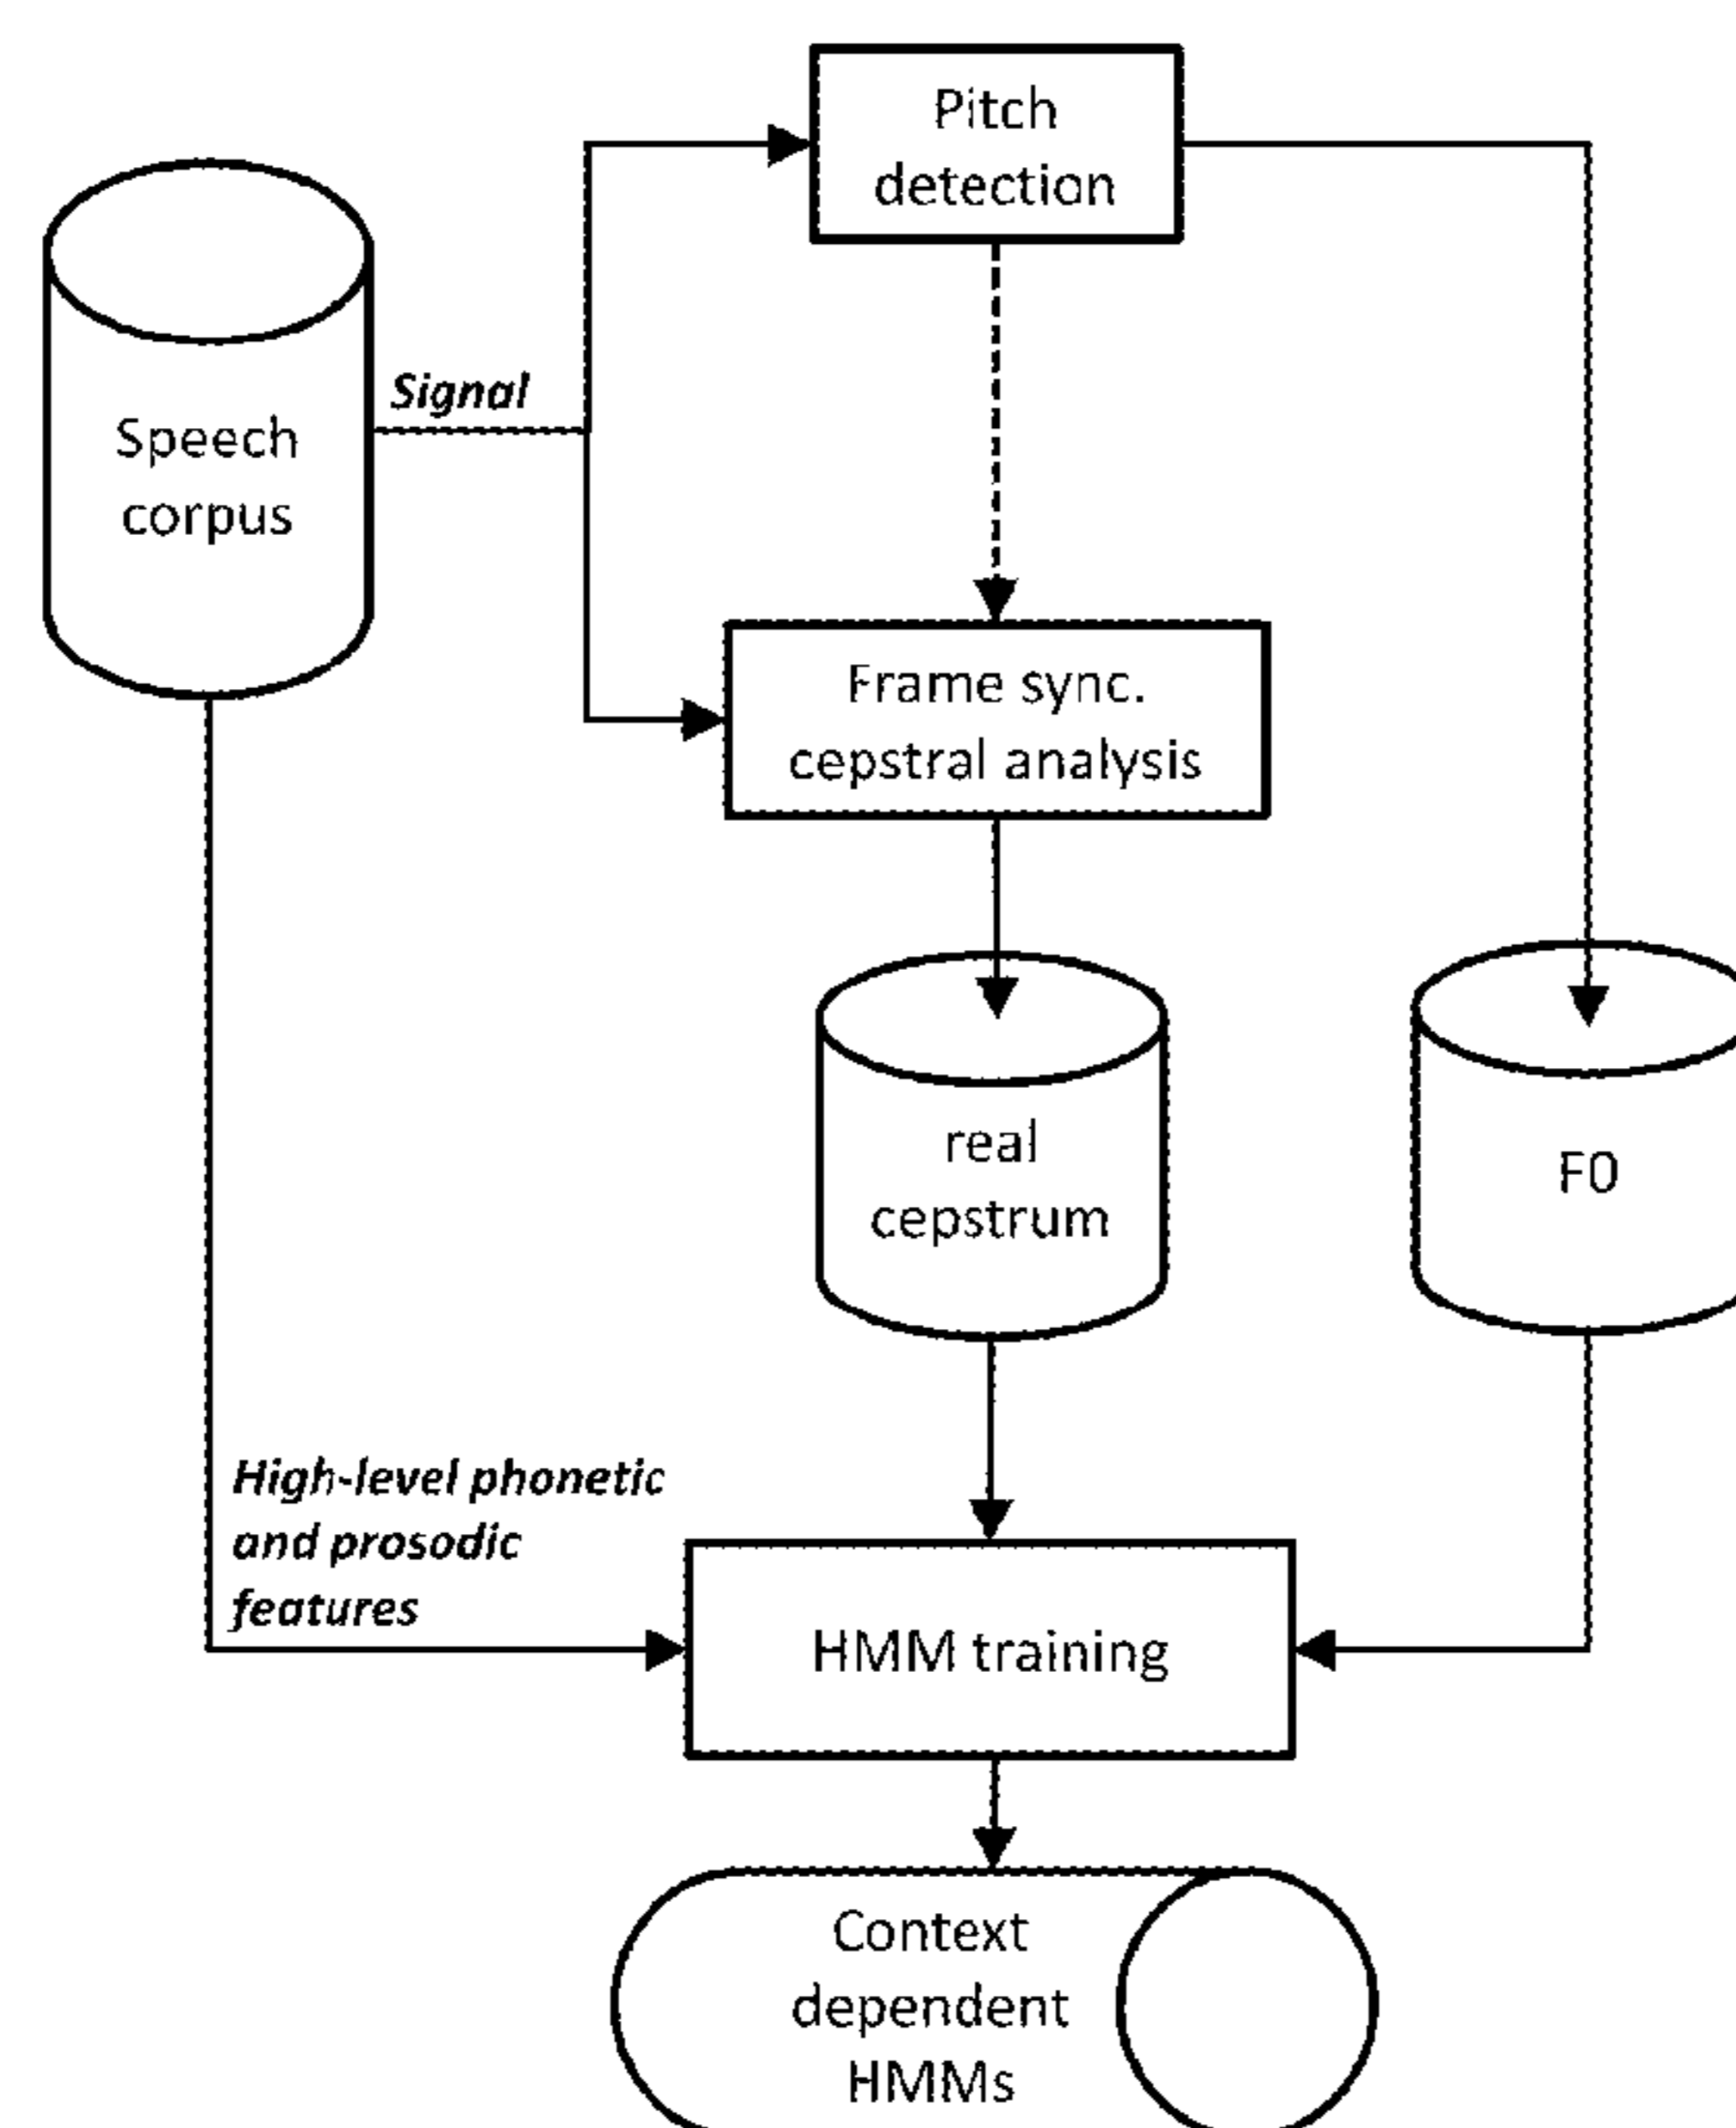 Pitch
detection
Signal
Speech
corpus
Frame sync.
cepstral analysis
real
cepstrum
F0
High-level phonetic
and prosodic
features
HMM training
Context
dependent
HMMs